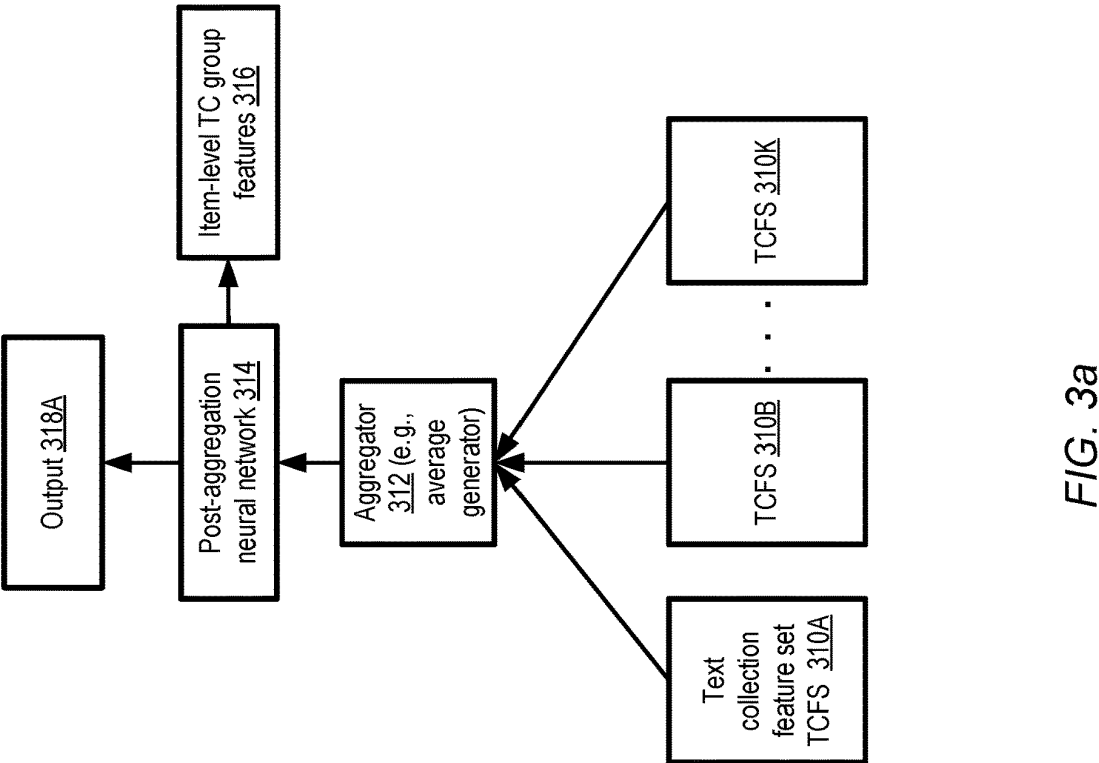 Output 318A
Post-aggregation
neural network 314
Item-level TC group
features 316
Aggregator
312 (e.g.,
average
generator)
Text
collection
feature set
TCFS 310A
TCFS 310B
. . .
TCFS 310K
FIG. 3a